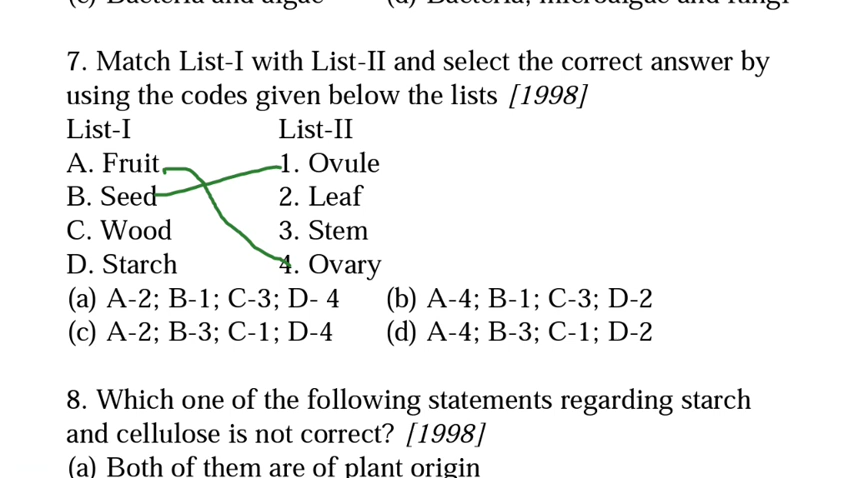 7. Match List-I with List-II and select the correct answer by
using the codes given below the lists [1998]
List-I List-II
A. Fruit 1. Ovule
B. Seed 2. Leaf
C. Wood 3. Stem
D. Starch 4. Ovary
(a) A-2; B-1; C-3; D- 4 (b) A-4; B-1; C-3; D-2
(c) A-2; B-3; C-1; D-4 (d) A-4; B-3; C-1; D-2
8. Which one of the following statements regarding starch
and cellulose is not correct? [1998]
(a) Both of them are of plant origin